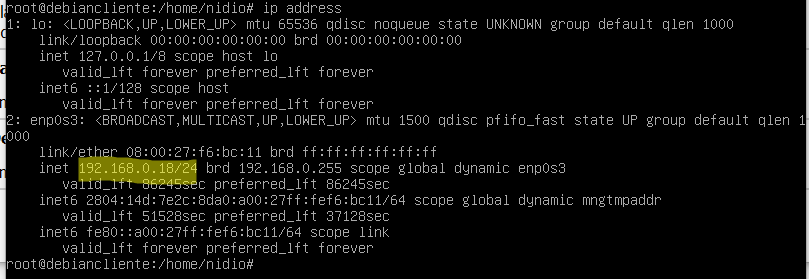 root@debiancliente:/home/nidio# ip address
1: lo: <LOOPBACK,UP,LOWER_UP> mtu 65536 qdisc noqueue state UNKNOWN group default qlen 1000
link/loopback 00:00:00:00:00:00 brd 00:00:00:00:00:00
inet 127.0.0.1/8 scope host lo
valid_lft forever preferred_lft forever
inet6 ::1/128 scope host
valid_lft forever preferred_lft forever
2: enp0s3: <BROADCAST,MULTICAST,UP,LOWER_UP> mtu 1500 qdisc pfifo_fast state UP group default qlen 1
000
link/ether 08:00:27:f6:bc:11 brd ff:ff:ff:ff:ff:ff
inet 192.168.0.18/24 brd 192.168.0.255 scope global dynamic enp0s3
valid_lft 86245sec preferred_lft 86245sec
inet6 2804:14d:7e2c:8da0:a00:27ff:fef6:bc11/64 scope global dynamic mngtmpaddr
valid_lft 51528sec preferred_lft 37128sec
inet6 fe80::a00:27ff:fef6:bc11/64 scope link
valid_lft forever preferred_lft forever
root@debiancliente:/home/nidio#